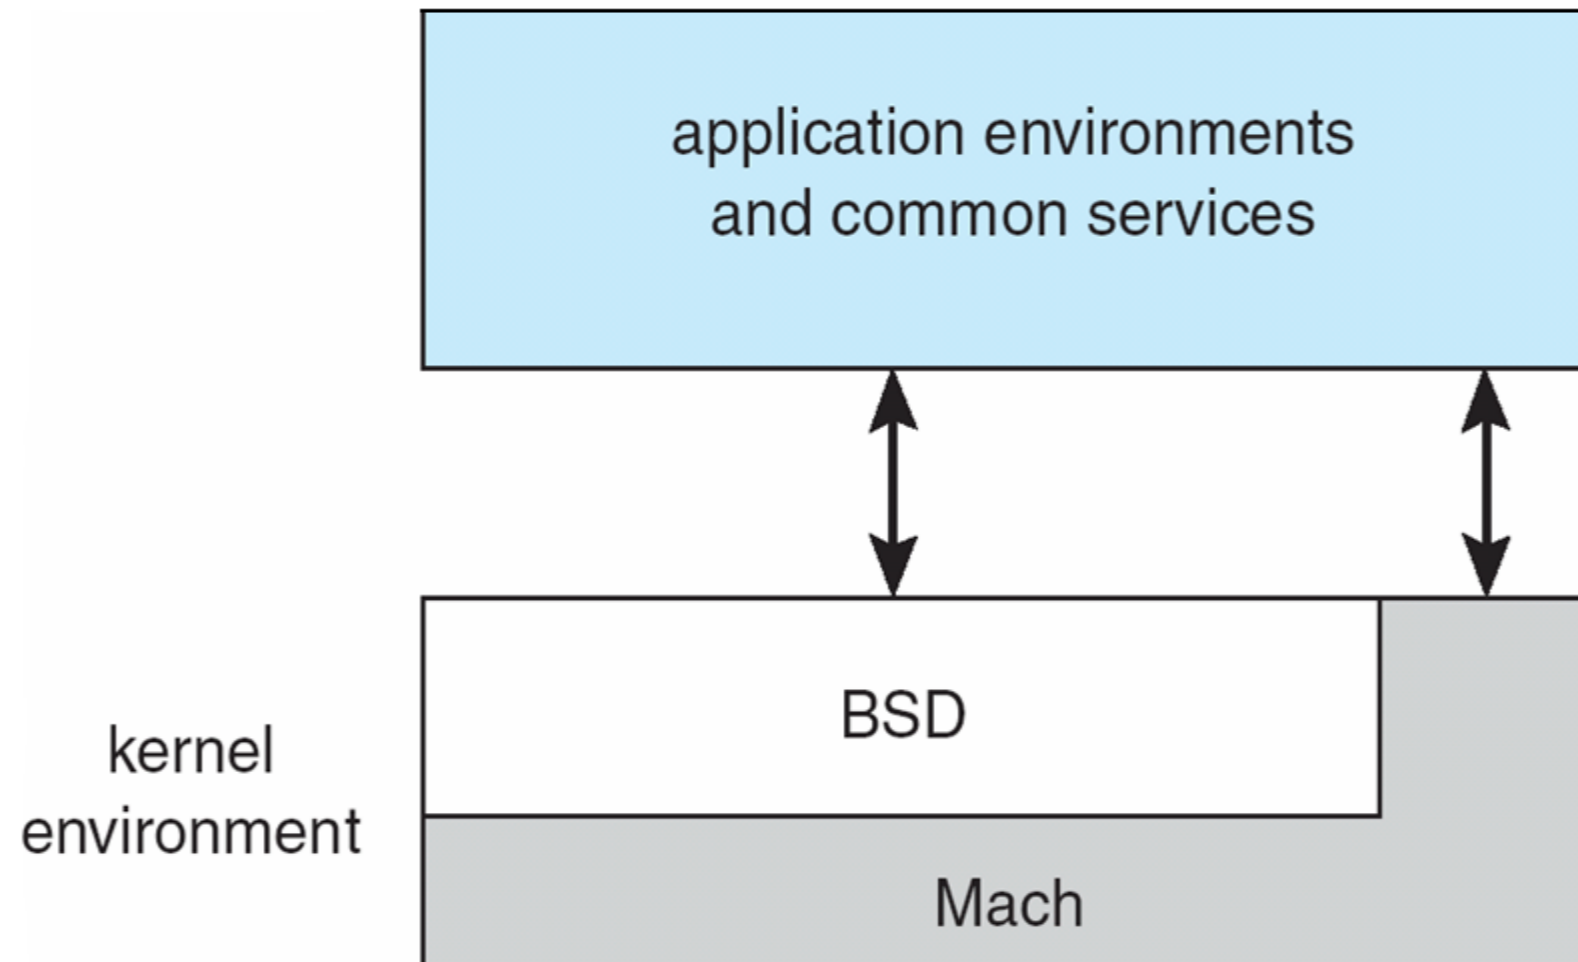 application environments
and common services
BSD
kernel
environment
Mach